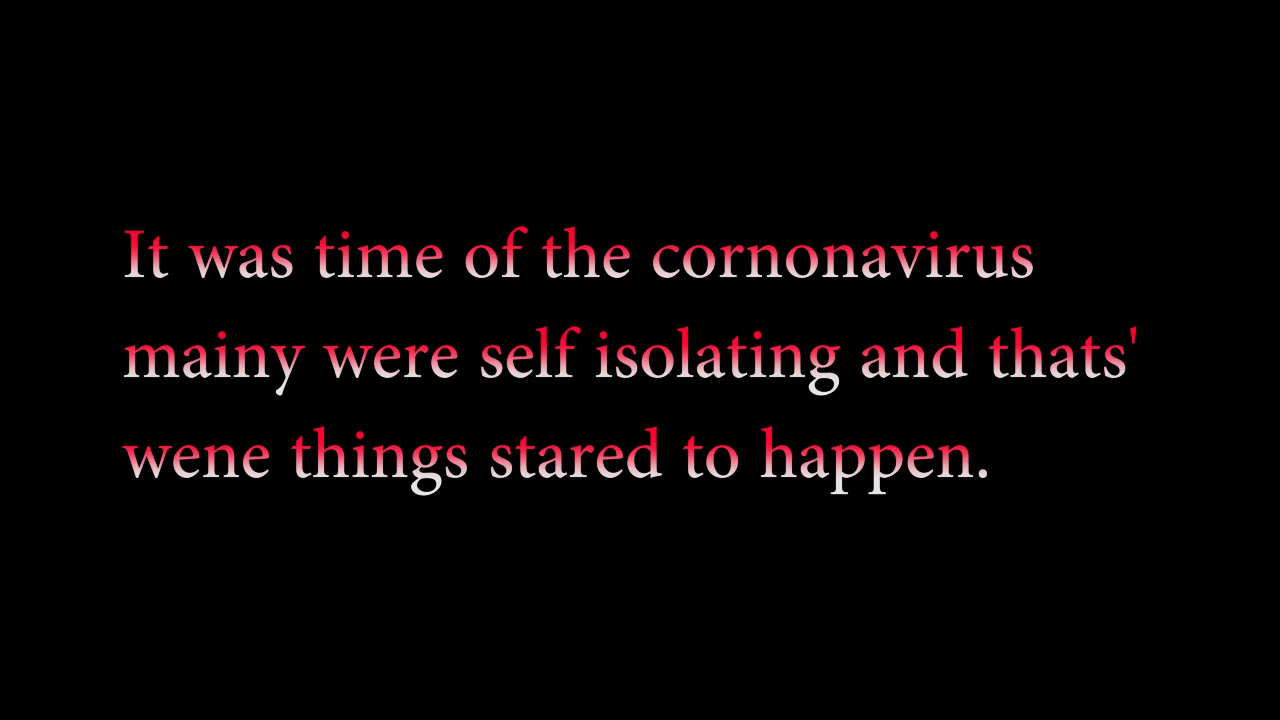 It was time of the cornonavirus
mainy were self isolating and thats'
wene things stared to happen.